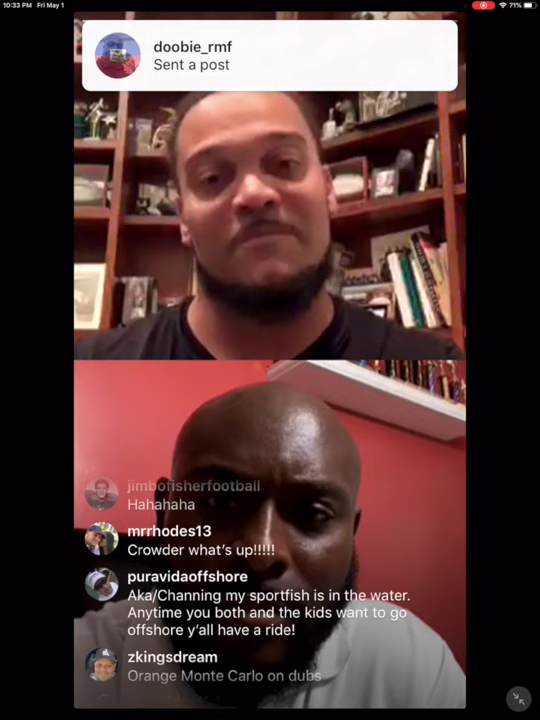 10:33 PM Fri May 1
71%
doobie_rmf
Sent a post
jimbofisherfootball
Hahahaha
mrrhodes13
Crowder what’s up!!!!!
puravidaoffshore
Aka/Channing my sportfish is in the water.
Anytime you both and the kids want to go
offshore y’all have a ride!
zkingsdream
Orange Monte Carlo on dubs